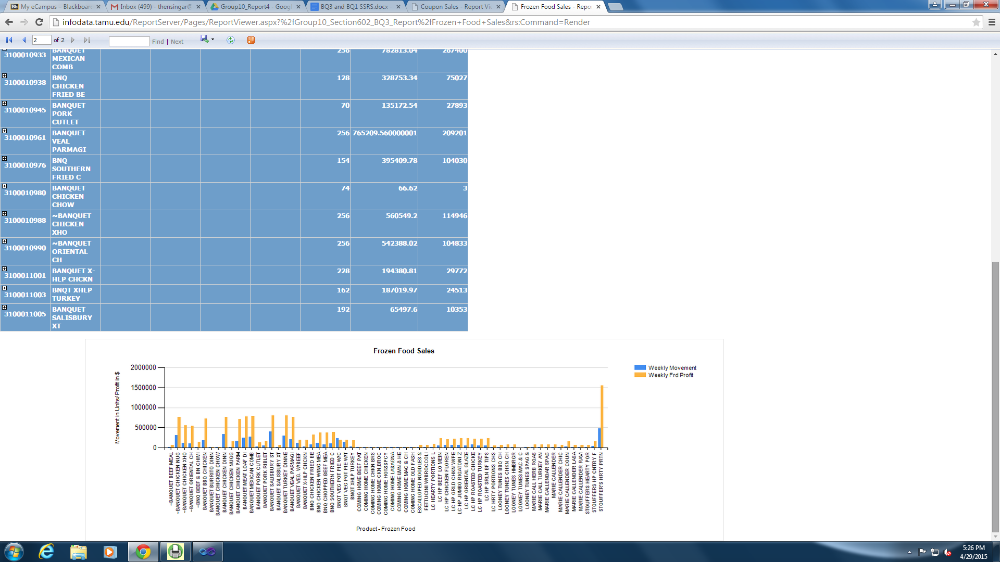 My eCampus – Blackboard
Inbox (499) - thensingar@
Group10_Report4 - Googl
BQ3 and BQ1 SSRS.docx -
Coupon Sales - Report Vie
Frozen Food Sales - Repo
infodata.tamu.edu/ReportServer/Pages/ReportViewer.aspx?%2fGroup10_Section602_BQ3_Report%2fFrozen+Food+Sales&rs:Command=Render
2 of 2 Find | Next
3100010933 BANQUET MEXICAN COMB 256 782813.04 267400
3100010938 BNQ CHICKEN FRIED BE 128 328753.34 75027
3100010945 BANQUET PORK CUTLET 70 135172.54 27893
3100010961 BANQUET VEAL PARMAGI 256 765209.560000001 209201
3100010976 BNQ SOUTHERN FRIED C 154 395409.78 104030
3100010980 BANQUET CHICKEN CHOW 74 66.62 3
3100010988 ~BANQUET CHICKEN XHO 256 560549.2 114946
3100010990 ~BANQUET ORIENTAL CH 256 542388.02 104833
3100011001 BANQUET X-HLP CHCKN 228 194380.81 29772
3100011003 BNQT XHLP TURKEY 162 187019.97 24513
3100011005 BANQUET SALISBURY XT 192 65497.6 10353
Frozen Food Sales
Movement in Units/ Profit in $
2000000
1500000
1000000
500000
0
Weekly Movement
Weekly Frd Profit
~BANQUET BEEF MEAL
~BANQUET CHICKEN NUG
~BANQUET CHICKEN XHO
~BANQUET ORIENTAL CH
~BNQ BEEF & BN CHIMI
BANQUET BBQ CHICKEN
BANQUET BURRITO DINN
BANQUET CHICKEN CHOW
BANQUET CHICKEN DINN
BANQUET CHICKEN NUGG
BANQUET CHICKEN PARM
BANQUET MEAT LOAF DI
BANQUET MEXICAN COMB
BANQUET PORK CUTLET
BANQUET PORK RIBLET
BANQUET SALISBURY ST
BANQUET SALISBURY XT
BANQUET TURKEY DINNE
BANQUET VEAL PARMAGI
BANQUET VEG. W/BEEF
BANQUET X-HLP CHCKN
BNQ CHICKEN FRIED BE
BNQ CHICKEN WING MEA
BNQ CHOPPED BEEF MEA
BNQ SOUTHERN FRIED C
BNQT VEG POT PIE W/C
BNQT VEG POT PIE W/T
BNQT XHLP TURKEY
COMING HOME BEEF PAT
COMING HOME CHICKEN
COMING HOME CHKN BRS
COMING HOME CKN,BROC
COMING HOME HOT&SPCY
COMING HOME LASAGNA
COMING HOME LMN & HE
COMING HOME MAC & CH
COMING HOME OLD FASH
ESCALLOPED NOODLES &
FETTUCINI W/BROCCOLI
LC HEARTY PORTIONS L
LC HP BEEF LO MEIN
LC HP CHICKEN FLOREN
LC HP GRLD CHKN W/PE
LC HP JUMBO RIGATONI Z
LC HP ORIENTAL GLAZE
LC HP ROASTED CHICKE
LC HP ROASTED TURKEY
LC HP SRLN BF TIPS
LC HRTY PORTIONS CHS
LOONEY TUNES BBQ CH
LOONEY TUNES CHKN CH
LOONEY TUNES HMBRGR
LOONEY TUNES MAC & C
LOONEY TUNES SPAG &
MARIE CALL HERB ROAS
MARIE CALL TURKEY AN
MARIE CALLENDAR SPAG
MARIE CALLENDER
MARIE CALLENDER CHIC
MARIE CALLENDER COUN
MARIE CALLENDER LASA
MARIE CALLENDER RAVI
STOUFFERS HEARTY POR
STOUFFERS HP CNTRY F
STOUFFER'S HRTY PRTN
Product - Frozen Food
5:26 PM
4/29/2015